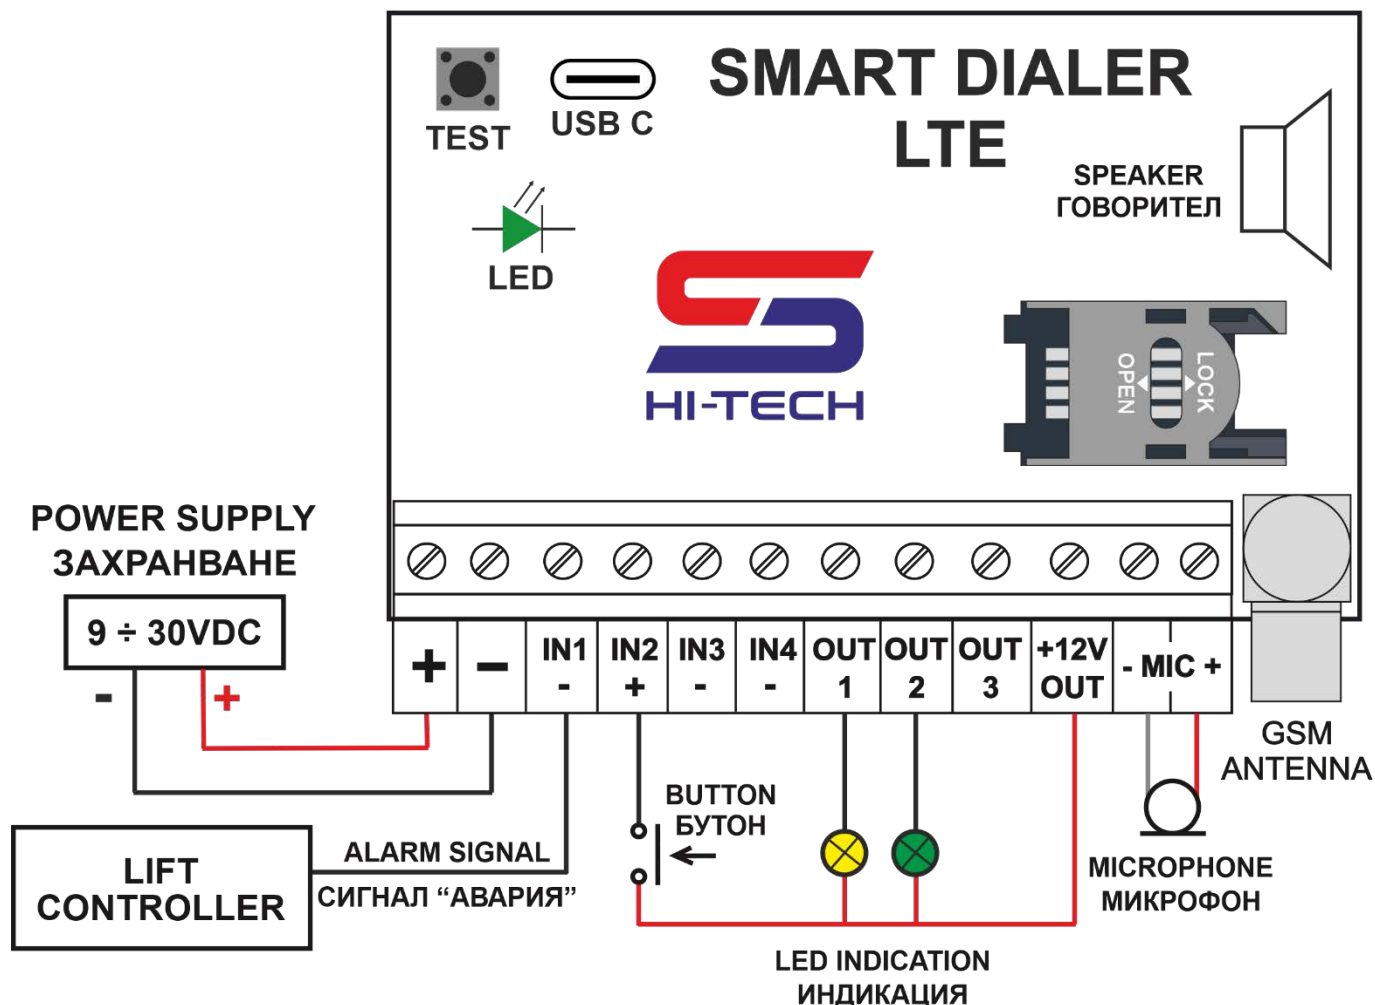 SMART DIALER
LTE
TEST
USB C
LED
SPEAKER
ГОВОРИТЕЛ
HI-TECH
OPEN
LOCK
POWER SUPPLY
ЗАХРАНВАНЕ
9 ÷ 30VDC
- +
+ − IN1 - IN2 + IN3 - IN4 - OUT 1 OUT 2 OUT 3 +12V OUT - MIC +
GSM
ANTENNA
BUTTON
БУТОН
LIFT
CONTROLLER
ALARM SIGNAL
СИГНАЛ “АВАРИЯ”
MICROPHONE
МИКРОФОН
LED INDICATION
ИНДИКАЦИЯ